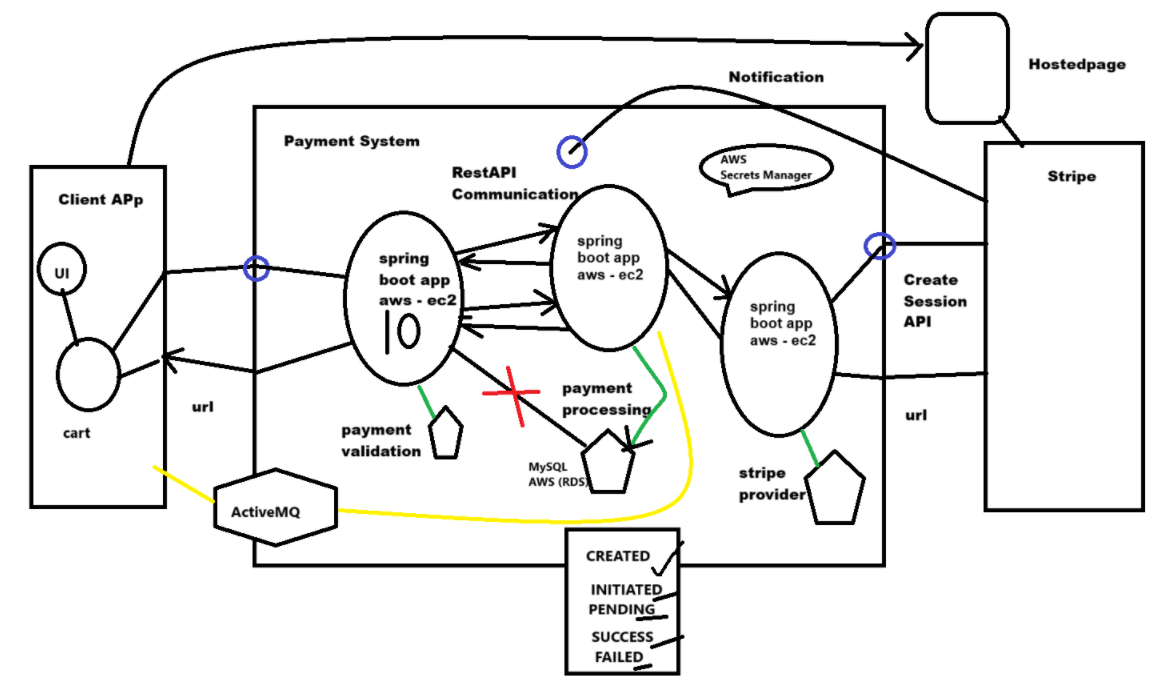 Hostedpage
Notification
Payment System
AWS
Secrets Manager
RestAPI
Communication
Stripe
Client APp
UI
cart
spring
boot app
aws - ec2
spring
boot app
aws - ec2
spring
boot app
aws - ec2
Create
Session
API
url
url
payment
validation
payment
processing
MySQL
AWS (RDS)
stripe
provider
ActiveMQ
CREATED
INITIATED
PENDING
SUCCESS
FAILED